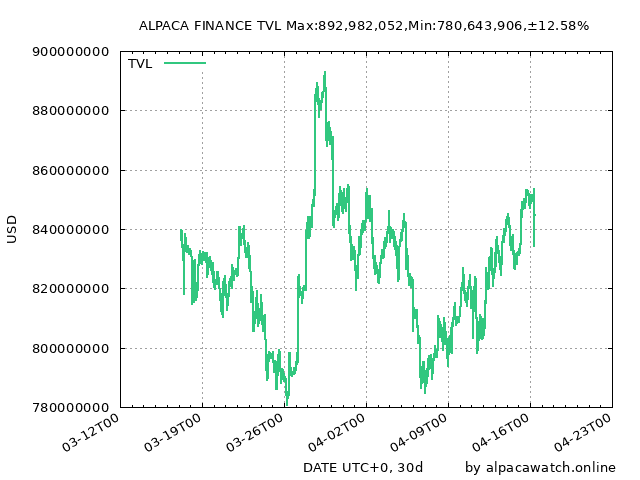 ALPACA FINANCE TVL Max:892,982,052,Min:780,643,906,±12.58%
900000000
TVL
880000000
860000000
840000000
USD
820000000
800000000
780000000
03-12T00
03-19T00
03-26T00
04-02T00
04-09T00
04-16T00
04-23T00
DATE UTC+0, 30d
by alpacawatch.online